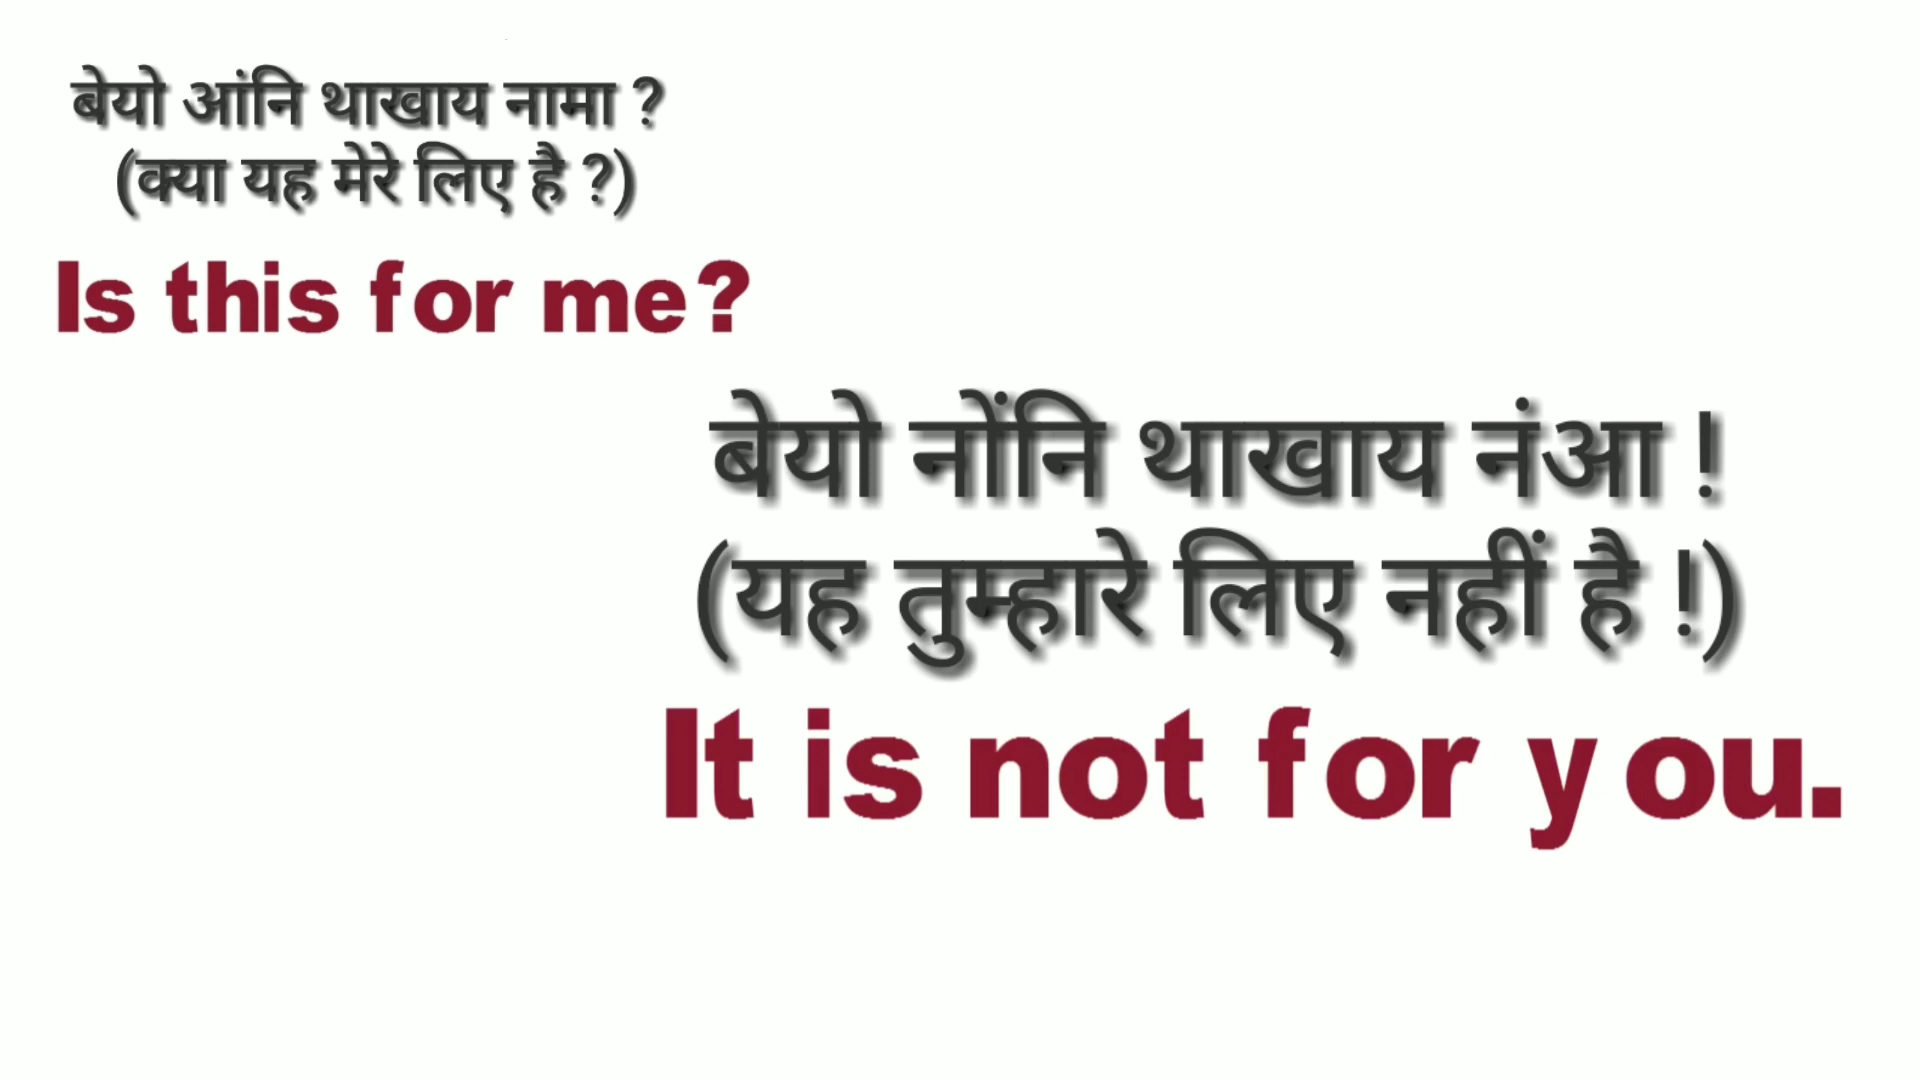 बेयो आंनि थाखाय नामा ?
(क्या यह मेरे लिए है ?)
Is this for me?
बेयो नोंनि थाखाय नंआ !
(यह तुम्हारे लिए नहीं है !)
It is not for you.